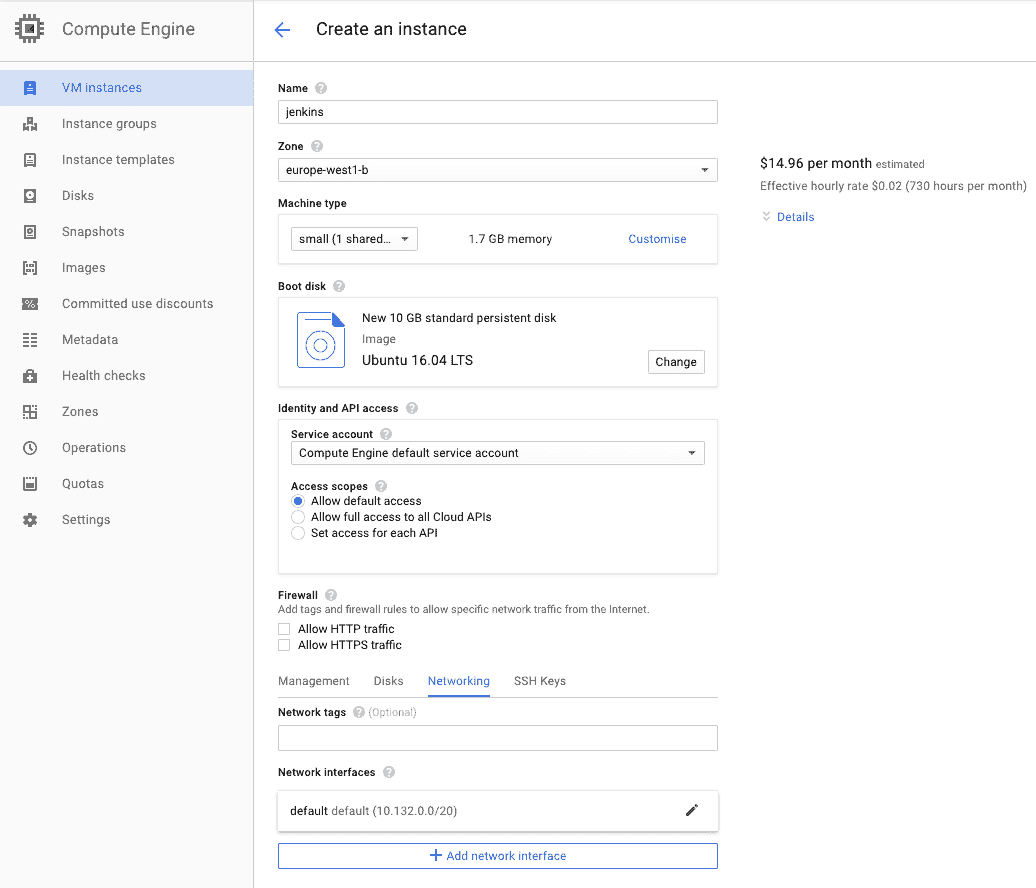 Compute Engine
VM instances
Instance groups
Instance templates
Disks
Snapshots
Images
Committed use discounts
Metadata
Health checks
Zones
Operations
Quotas
Settings
Create an instance
Name ?
jenkins
Zone ?
europe-west1-b
Machine type
small (1 shared... 1.7 GB memory Customise
Boot disk ?
New 10 GB standard persistent disk
Image
Ubuntu 16.04 LTS
Change
Identity and API access ?
Service account ?
Compute Engine default service account
Access scopes ?
Allow default access
Allow full access to all Cloud APIs
Set access for each API
Firewall ?
Add tags and firewall rules to allow specific network traffic from the Internet.
Allow HTTP traffic
Allow HTTPS traffic
Management Disks Networking SSH Keys
Network tags ? (Optional)
Network interfaces ?
default default (10.132.0.0/20)
+ Add network interface
$14.96 per month estimated
Effective hourly rate $0.02 (730 hours per month)
Details